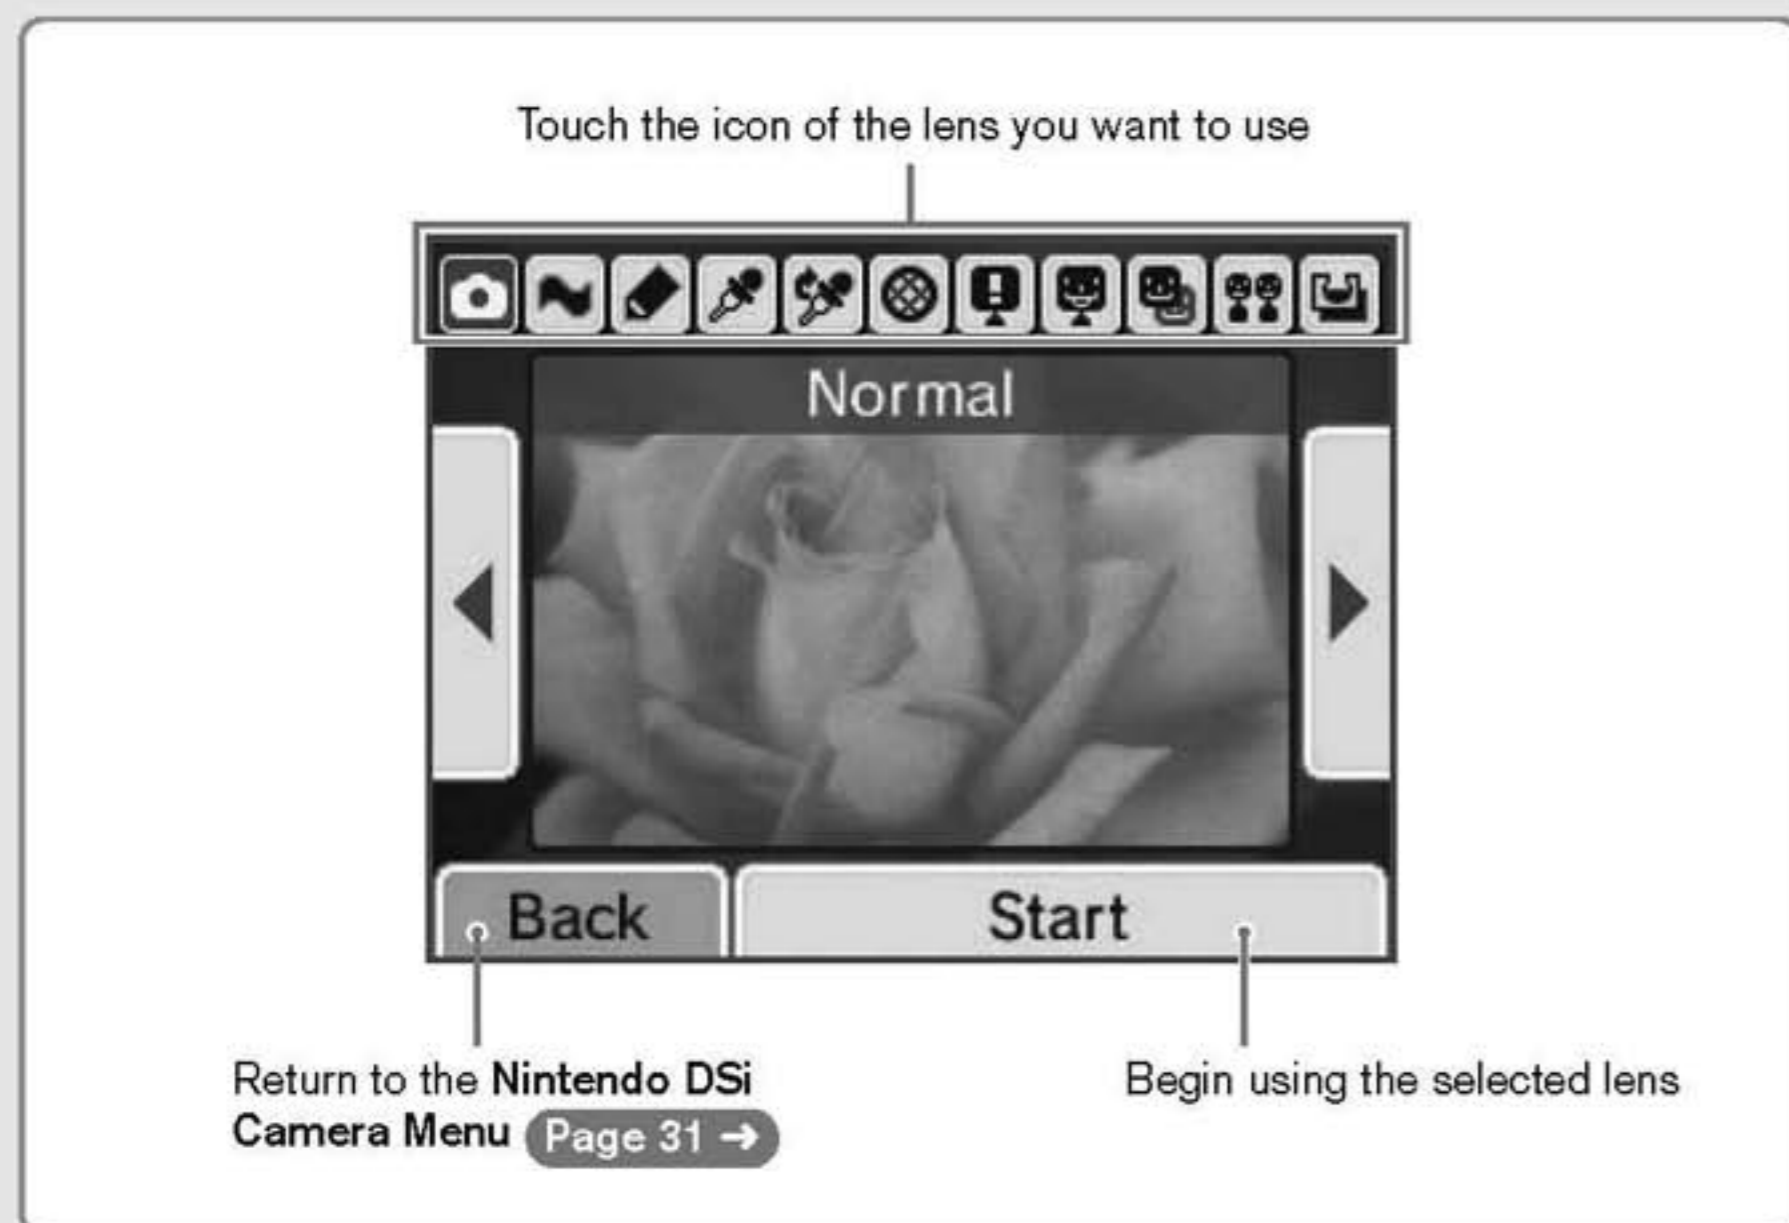 Touch the icon of the lens you want to use
Normal
Back
Start
Return to the Nintendo DSi
Camera Menu Page 31 →
Begin using the selected lens